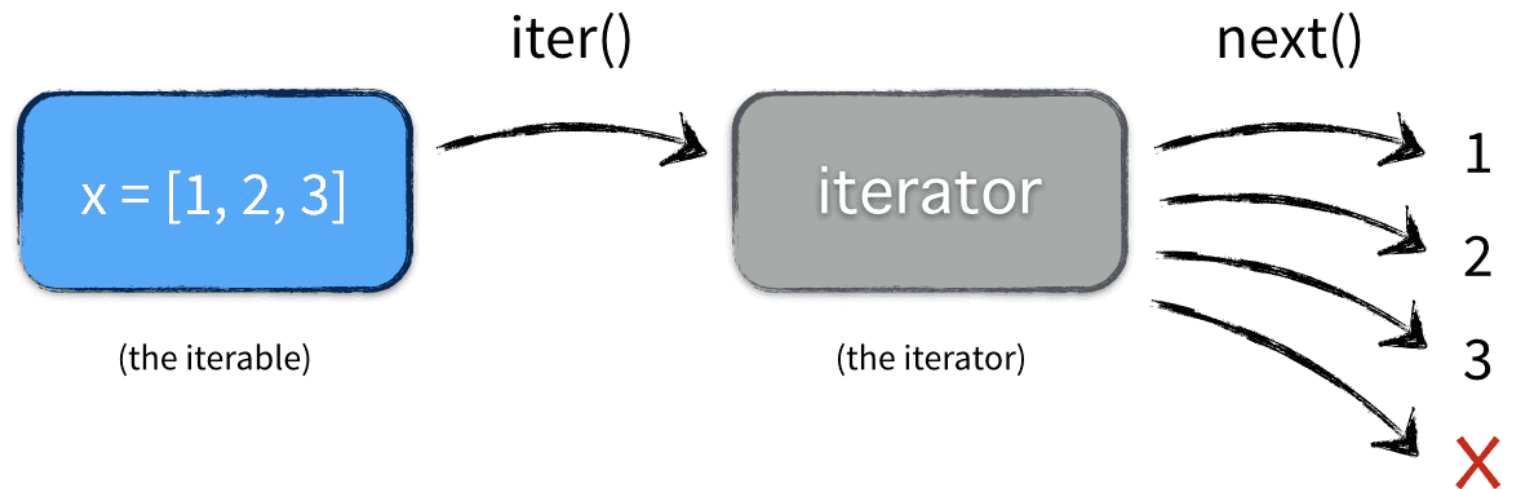 iter()
next()
x = [1, 2, 3]
iterator
1
2
3
X
(the iterable)
(the iterator)